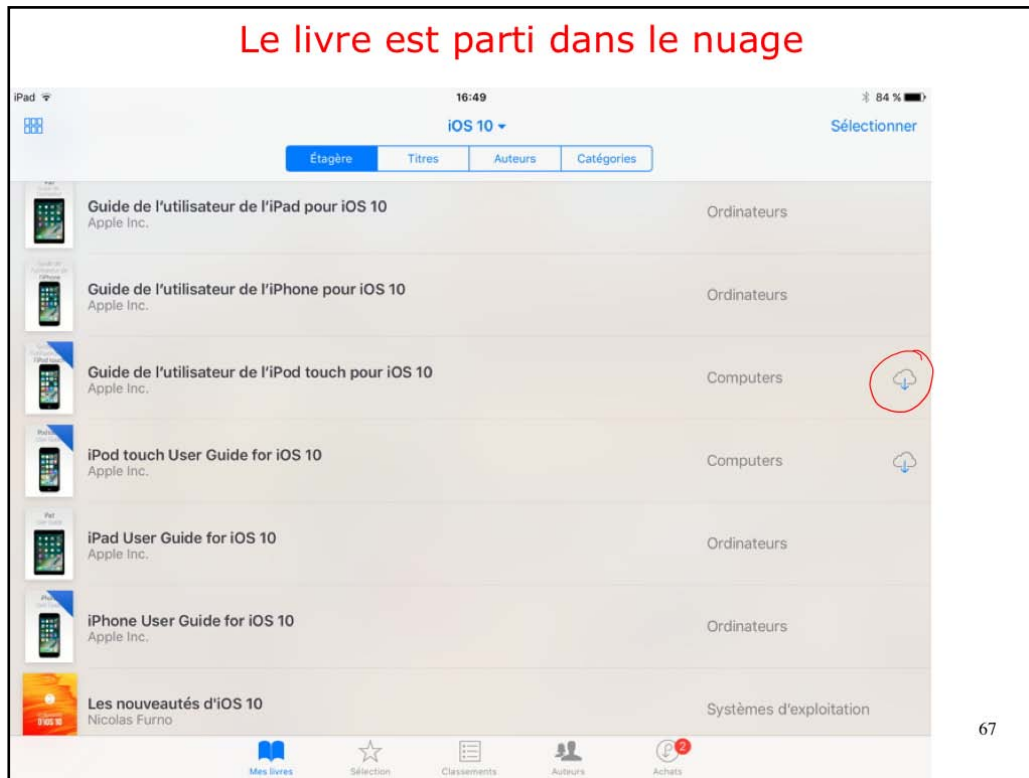 Le livre est parti dans le nuage
iPad 16:49 84 %
iOS 10 Sélectionner
Étagère Titres Auteurs Catégories
Guide de l'utilisateur de l'iPad pour iOS 10 Ordinateurs
Apple Inc.
Guide de l'utilisateur de l'iPhone pour iOS 10 Ordinateurs
Apple Inc.
Guide de l'utilisateur de l'iPod touch pour iOS 10 Computers
Apple Inc.
iPod touch User Guide for iOS 10 Computers
Apple Inc.
iPad User Guide for iOS 10 Ordinateurs
Apple Inc.
iPhone User Guide for iOS 10 Ordinateurs
Apple Inc.
Les nouveautés d'iOS 10 Systèmes d'exploitation
Nicolas Furno
67
2
Mes livres Sélection Classements Auteurs Achats